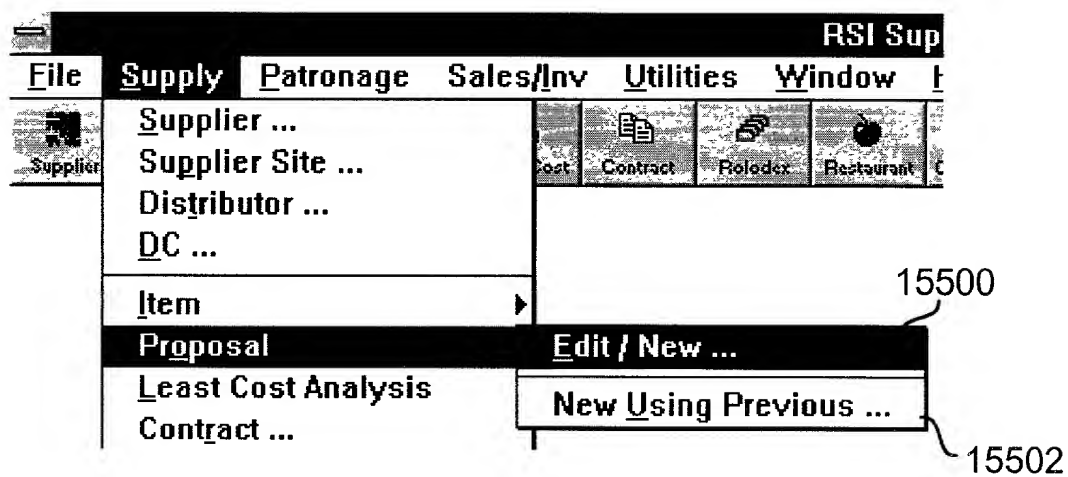 RSI Sup
File Supply Patronage Sales/Inv Utilities Window
Supplier Cost Contract Rolodex Restaurant
Supplier ...
Supplier Site ...
Distributor ...
DC ...
Item
Proposal
Least Cost Analysis
Contract ...
Edit / New ...
New Using Previous ...
15500
15502